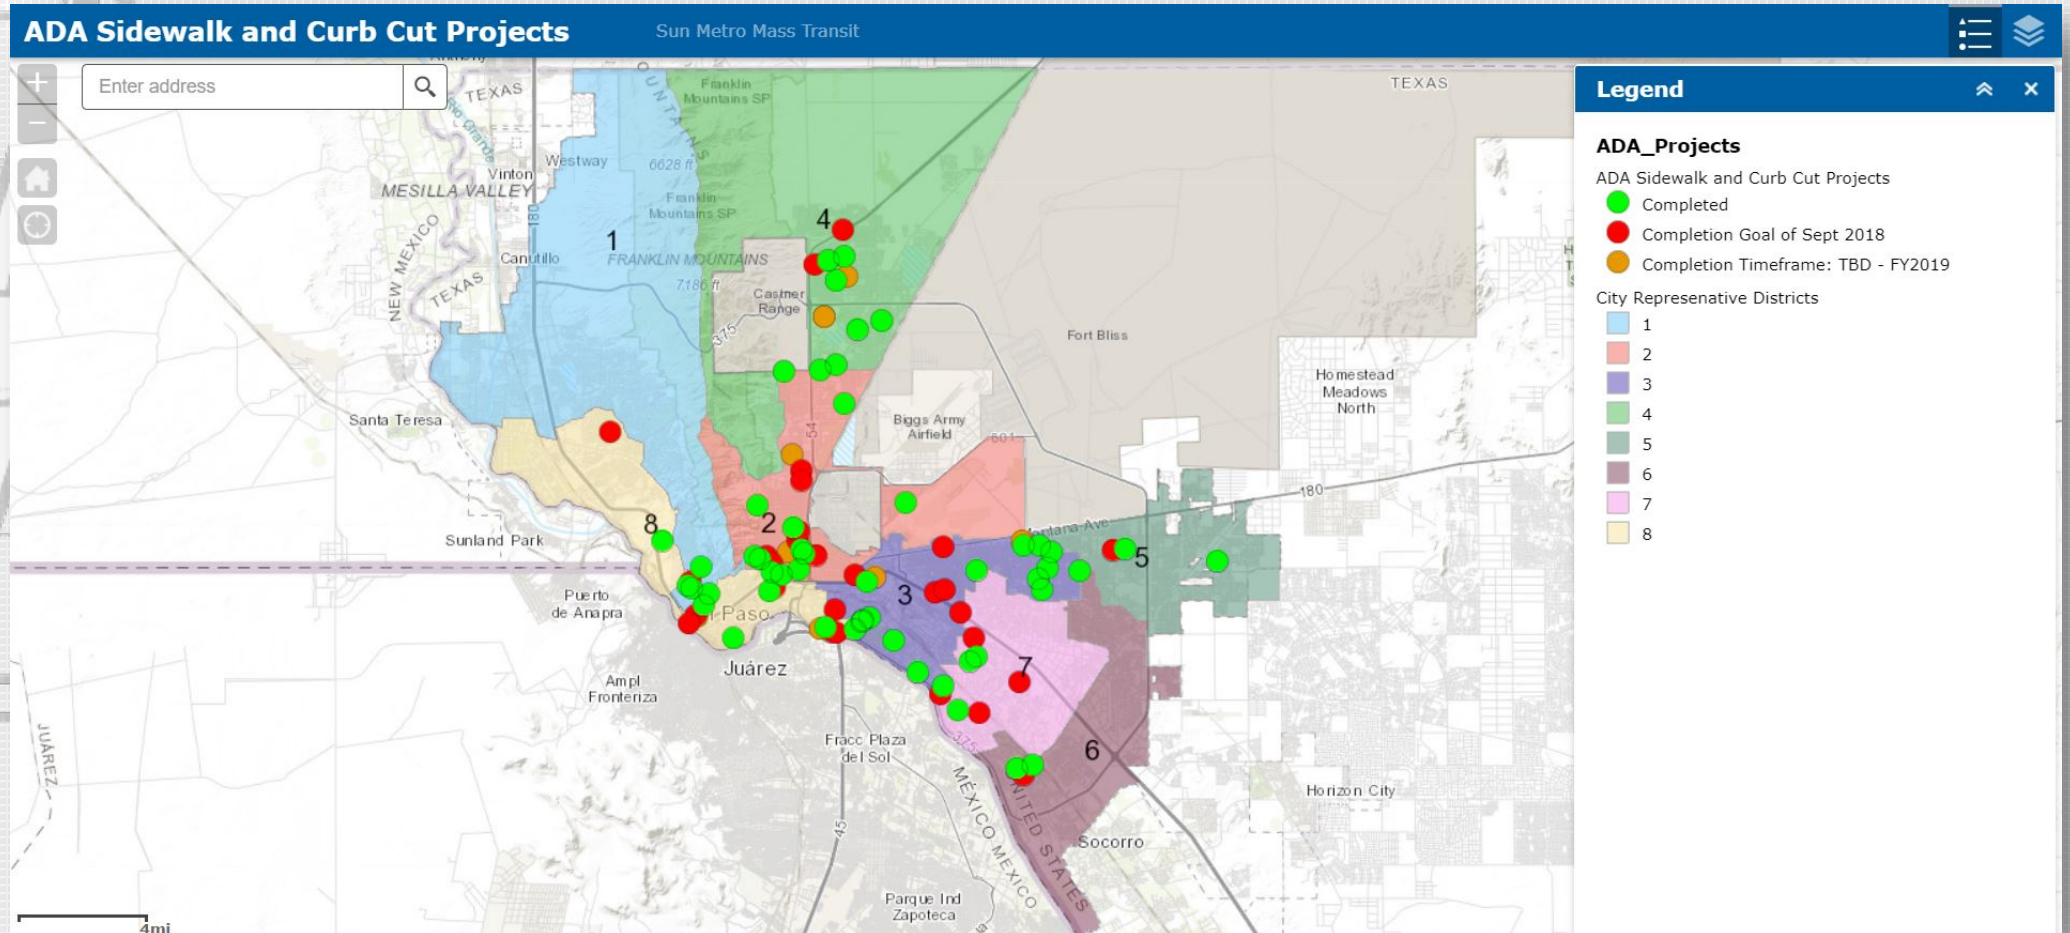 ADA Sidewalk and Curb Cut Projects
Sun Metro Mass Transit
Enter address
Legend
ADA_Projects
ADA Sidewalk and Curb Cut Projects
Completed
Completion Goal of Sept 2018
Completion Timeframe: TBD - FY2019
City Represenative Districts
1
2
3
4
5
6
7
8
TEXAS
Franklin
Mountains SP
TEXAS
Rio Grande
Westway
6628 ft
Vinton
MESILLA VALLEY
180
Franklin
Mountains SP
4
1
NEW MEXICO
Canutillo
FRANKLIN MOUNTAINS
TEXAS
7186 ft
Castner
Range
375
Fort Bliss
Homestead
Meadows
North
Santa Teresa
54
Biggs Army
Airfield
601
180
8
2
Montana Ave
Sunland Park
5
Puerto
de Anapra
Paso
3
Juárez
7
Ampl
Fronteriza
JUÁREZ
Fracc Plaza
del Sol
375
6
MÉXICO MEXICO
UNITED STATES
Horizon City
45
Socorro
Parque Ind
Zapoteca
4mi